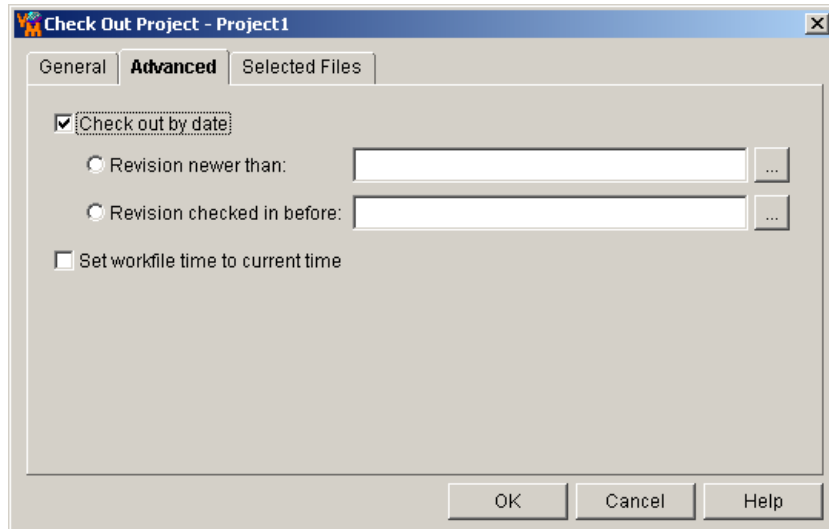 VM Check Out Project - Project1
General Advanced Selected Files
Check out by date
Revision newer than: ...
Revision checked in before: ...
Set workfile time to current time
OK Cancel Help